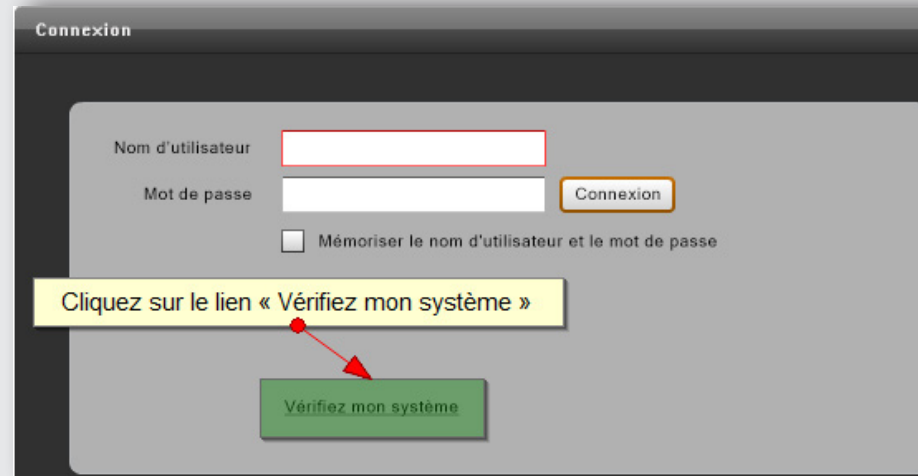 Connexion
Nom d'utilisateur
Mot de passe
Connexion
Mémoriser le nom d'utilisateur et le mot de passe
Cliquez sur le lien « Vérifiez mon système »
Vérifiez mon système